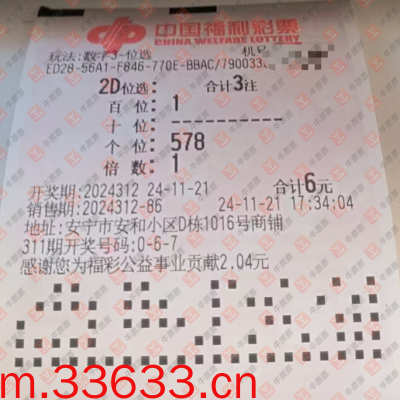 中国福利彩票
CHINA WELFARE LOTTERY
玩法:数字3-位选 机号
ED28-56A1-F846-770E-BBAC/790033
2D位选: 合计3注
百 位: 1
十 位: --
个 位: 578
倍 数: 1
开奖期:2024312 24-11-21 合计6元
销售期:2024312-86 24-11-21 17:34:04
地址:安宁市安和小区D栋1016号商铺
311期开奖号码:0-6-7
感谢您为福彩公益事业贡献2.04元
m.33633.cn